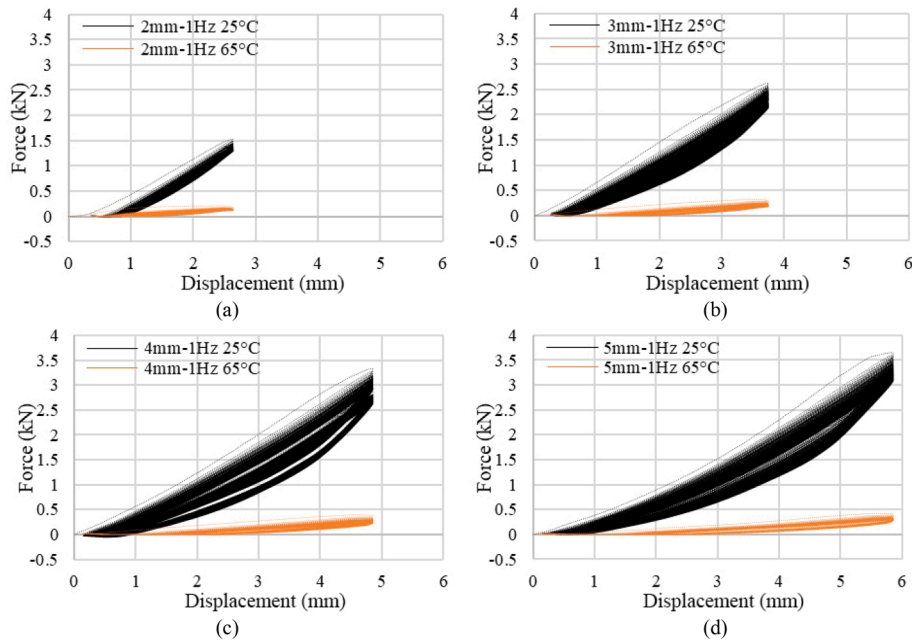 4
3.5
3
2.5
2
1.5
1
0.5
0
-0.5
Force (kN)
2mm-1Hz 25°C
2mm-1Hz 65°C
0 1 2 3 4 5 6
Displacement (mm)
(a)
4
3.5
3
2.5
2
1.5
1
0.5
0
-0.5
Force (kN)
3mm-1Hz 25°C
3mm-1Hz 65°C
0 1 2 3 4 5 6
Displacement (mm)
(b)
4
3.5
3
2.5
2
1.5
1
0.5
0
-0.5
Force (kN)
4mm-1Hz 25°C
4mm-1Hz 65°C
0 1 2 3 4 5 6
Displacement (mm)
(c)
4
3.5
3
2.5
2
1.5
1
0.5
0
-0.5
Force (kN)
5mm-1Hz 25°C
5mm-1Hz 65°C
0 1 2 3 4 5 6
Displacement (mm)
(d)